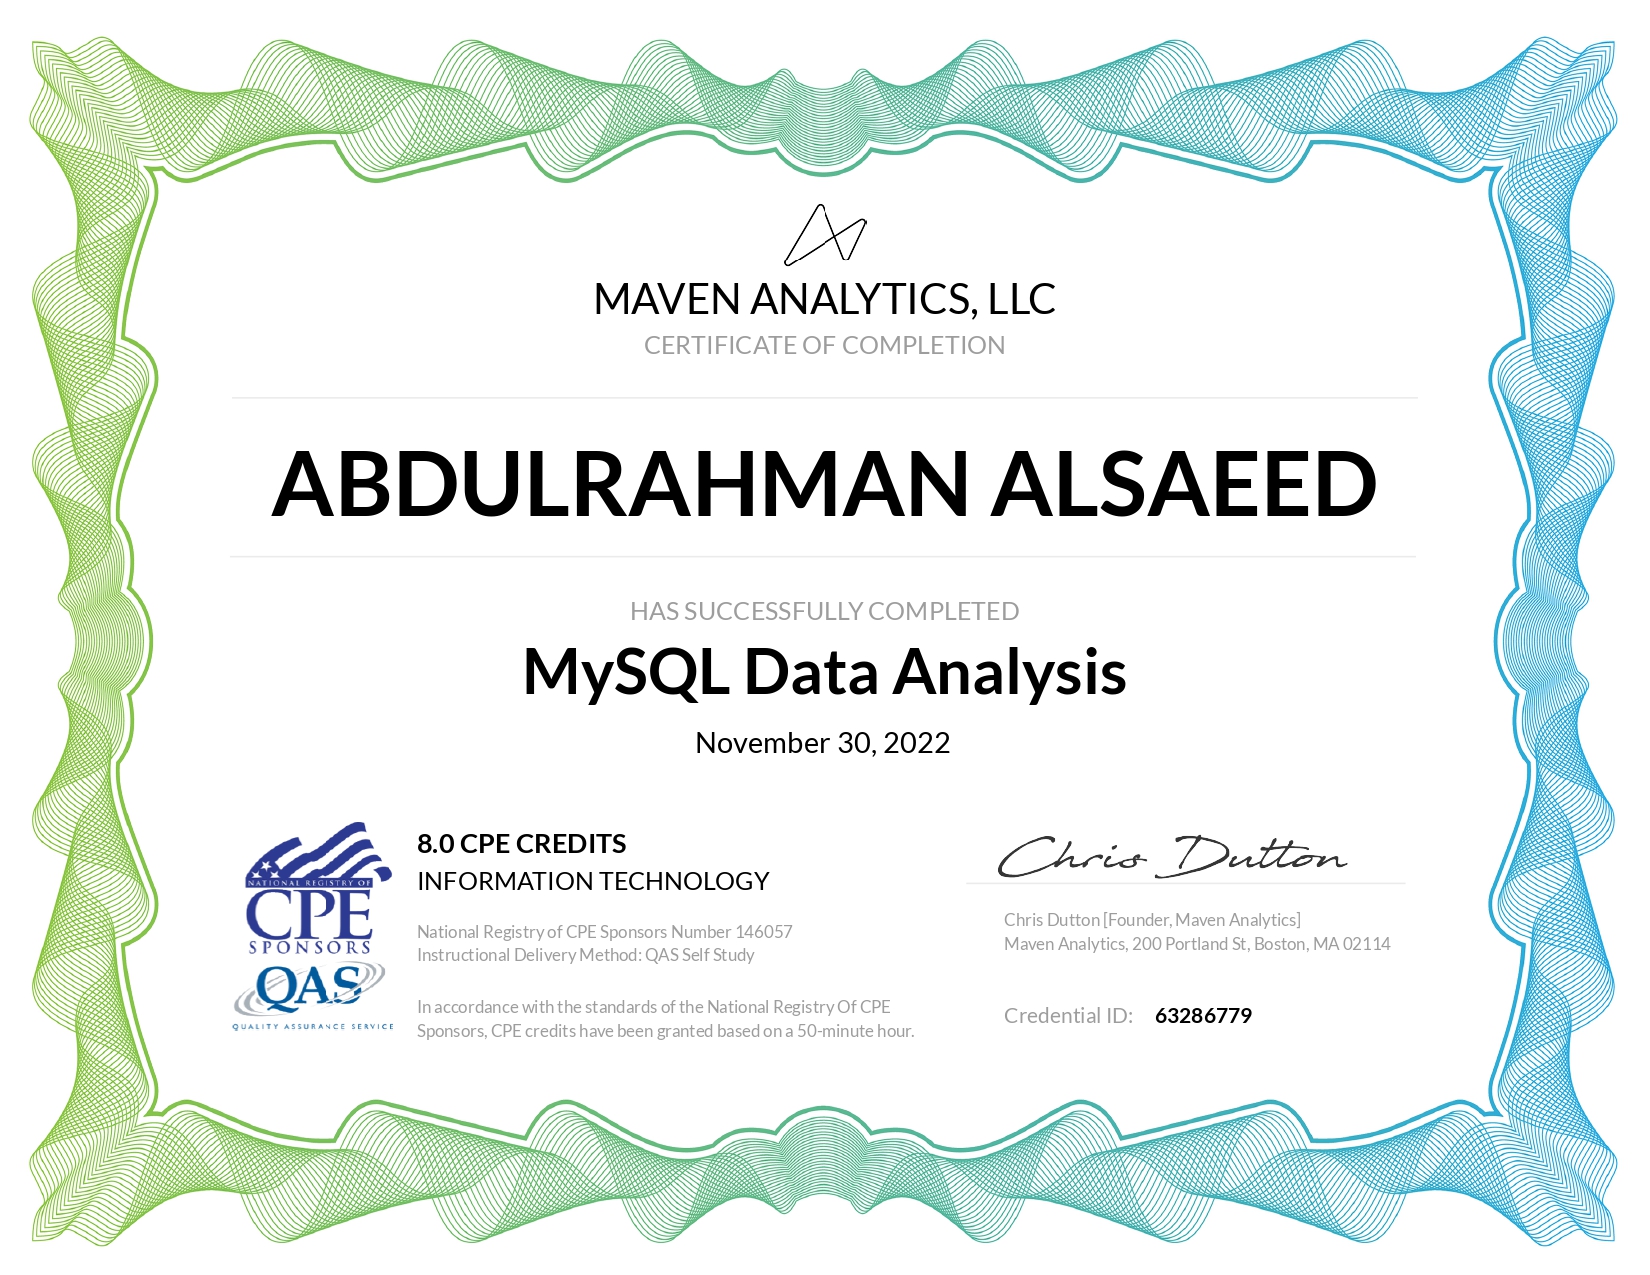 MAVEN ANALYTICS, LLC
CERTIFICATE OF COMPLETION
ABDULRAHMAN ALSAEED
HAS SUCCESSFULLY COMPLETED
MySQL Data Analysis
November 30, 2022
NATIONAL REGISTRY OF
CPE
SPONSORS
QAS
QUALITY ASSURANCE SERVICE
8.0 CPE CREDITS
INFORMATION TECHNOLOGY
National Registry of CPE Sponsors Number 146057
Instructional Delivery Method: QAS Self Study
In accordance with the standards of the National Registry Of CPE
Sponsors, CPE credits have been granted based on a 50-minute hour.
Chris Dutton
Chris Dutton [Founder, Maven Analytics]
Maven Analytics, 200 Portland St, Boston, MA 02114
Credential ID: 63286779